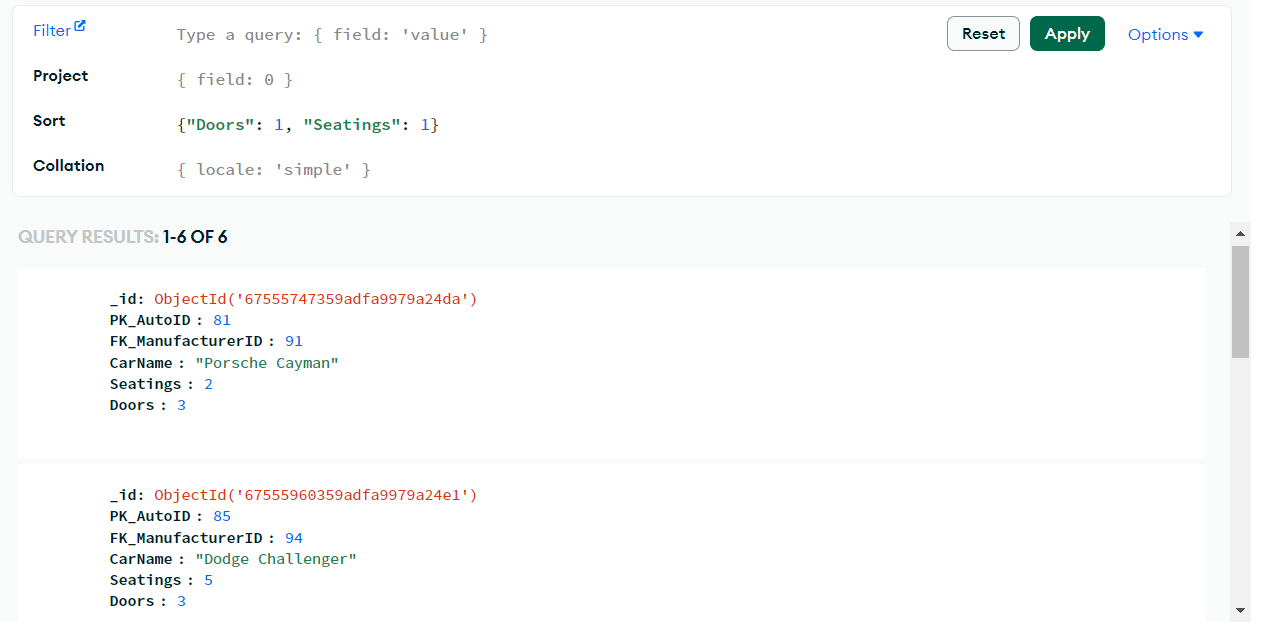 Filter Type a query: { field: 'value' } Reset Apply Options
Project { field: 0 }
Sort {"Doors": 1, "Seatings": 1}
Collation { locale: 'simple' }
QUERY RESULTS: 1-6 OF 6
_id: ObjectId('67555747359adfa9979a24da')
PK_AutoID : 81
FK_ManufacturerID : 91
CarName : "Porsche Cayman"
Seatings : 2
Doors : 3
_id: ObjectId('67555960359adfa9979a24e1')
PK_AutoID : 85
FK_ManufacturerID : 94
CarName : "Dodge Challenger"
Seatings : 5
Doors : 3